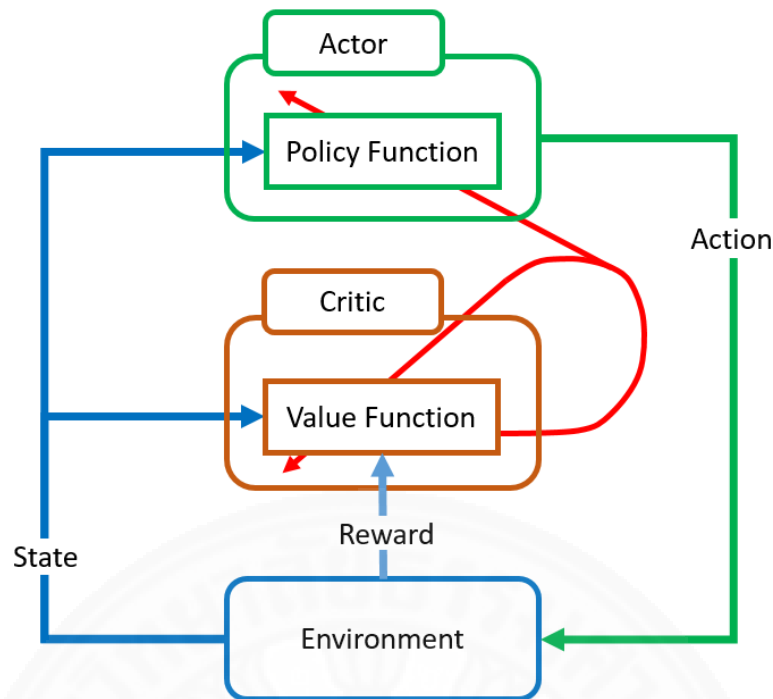 Actor
Policy Function
Action
Critic
Value Function
Reward
State
Environment